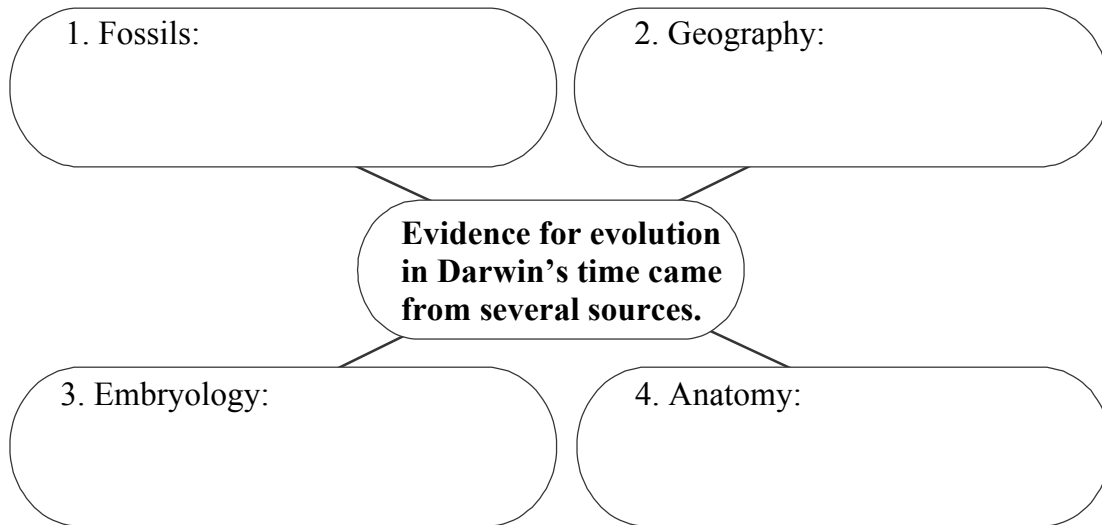 1. Fossils:
2. Geography:
Evidence for evolution
in Darwin’s time came
from several sources.
3. Embryology:
4. Anatomy: